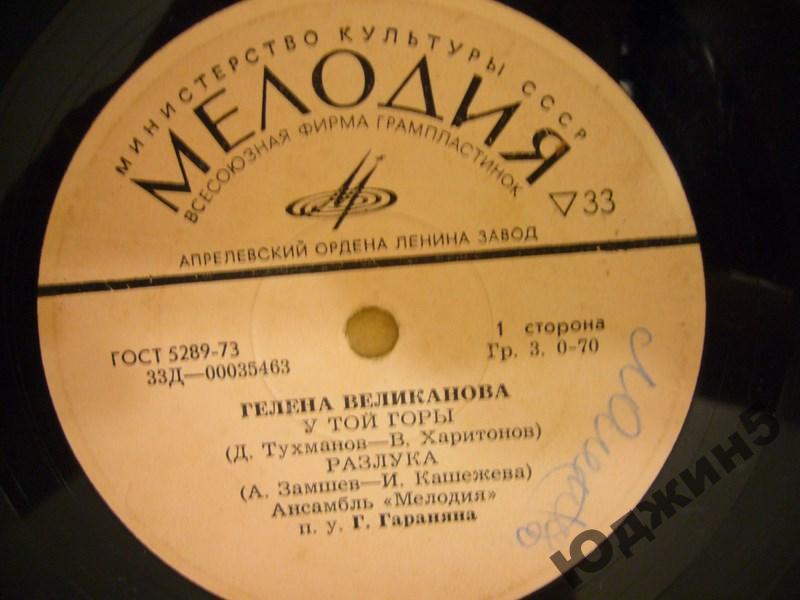 МИНИСТЕРСТВО КУЛЬТУРЫ СССР
МЕЛОДИЯ
ВСЕСОЮЗНАЯ ФИРМА ГРАМПЛАСТИНОК
▽33
АПРЕЛЕВСКИЙ ОРДЕНА ЛЕНИНА ЗАВОД
ГОСТ 5289-73
33Д—00035463
1 сторона
Гр. 3. 0-70
ГЕЛЕНА ВЕЛИКАНОВА
У ТОЙ ГОРЫ
(Д. Тухманов—В. Харитонов)
РАЗЛУКА
(А. Замшев—И. Кашежева)
Ансамбль «Мелодия»
п. у. Г. Гараняна
ЮДЖИН5